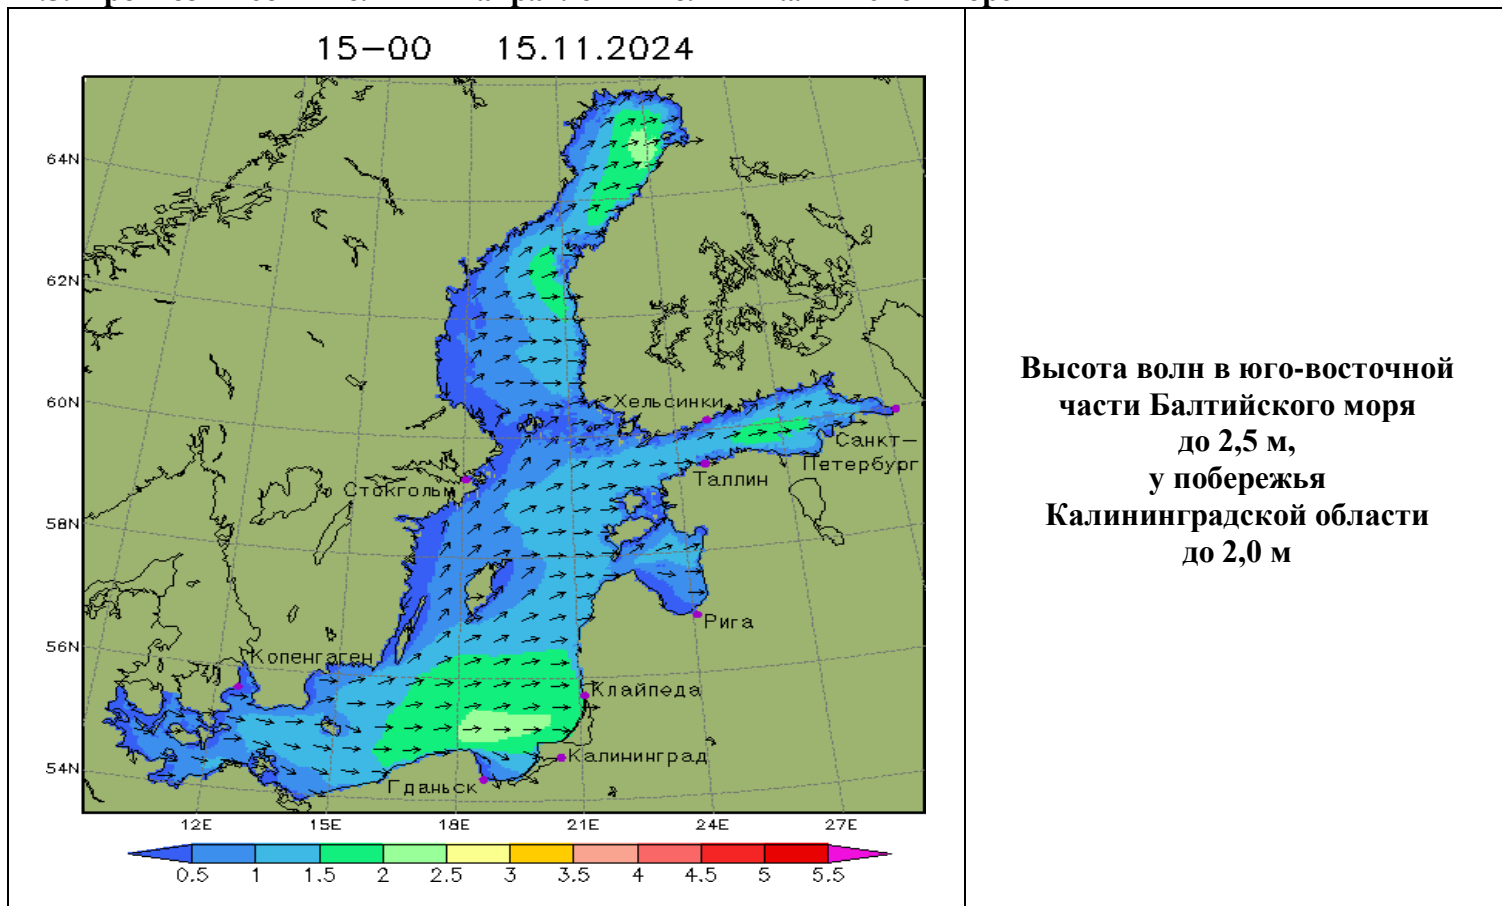 15-00 15.11.2024
64N
62N
60N
58N
56N
54N
Хельсинки
Санкт-
Петербург
Таллин
Стокгольм
Рига
Копенгаген
Клайпеда
Калининград
Гданьск
12E 15E 18E 21E 24E 27E
0.5 1 1.5 2 2.5 3 3.5 4 4.5 5 5.5
Высота волн в юго-восточной
части Балтийского моря
до 2,5 м,
у побережья
Калининградской области
до 2,0 м